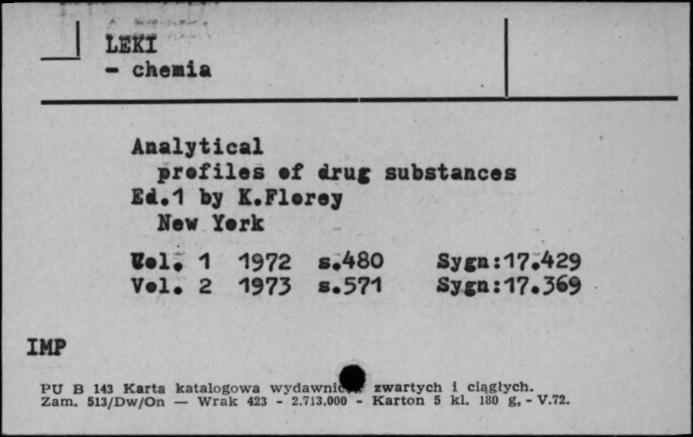 LEKI
- chemia
Analytical
profiles of drug substances
Ed.1 by K.Florey
New York
Vol. 1 1972 s.480 Sygn:17.429
Vol. 2 1973 s.571 Sygn:17.369
IMP
PU B 143 Karta katalogowa wydawnictw zwartych i ciągłych.
Zam. 513/Dw/On — Wrak 423 - 2.713.000 - Karton 5 kl. 180 g, - V.72.